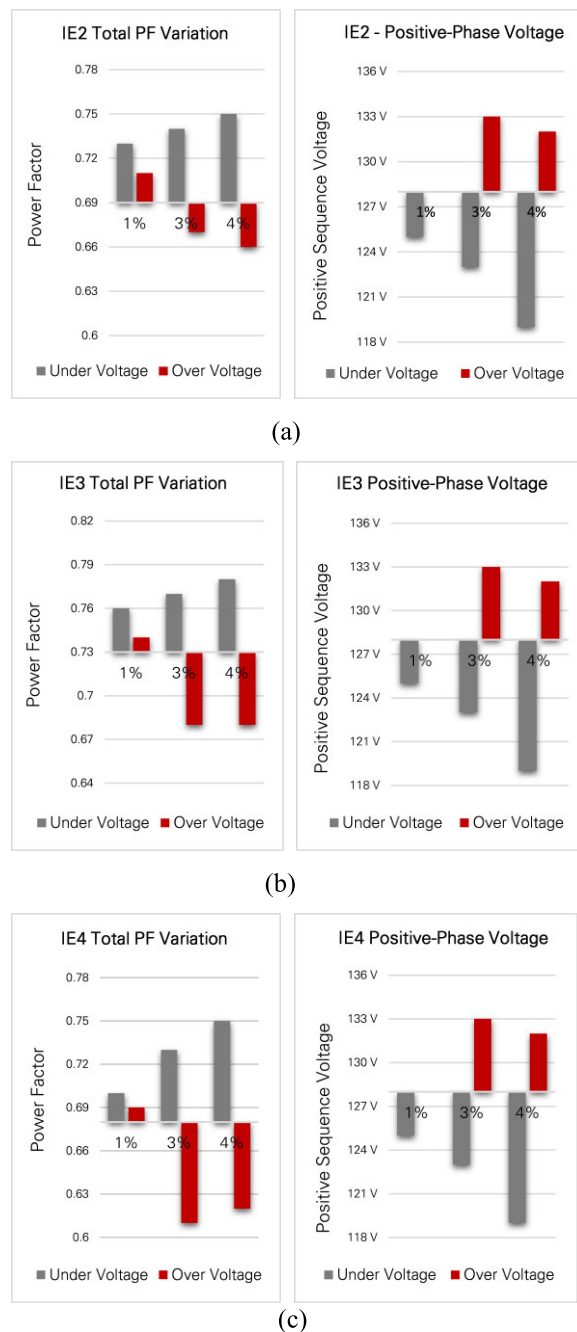 IE2 Total PF Variation
0.78
0.75
0.72
0.69
0.66
0.63
0.6
Power Factor
1% 3% 4%
Under Voltage Over Voltage
IE2 - Positive-Phase Voltage
136 V
133 V
130 V
127 V
124 V
121 V
118 V
Positive Sequence Voltage
1% 3% 4%
Under Voltage Over Voltage
(a)
IE3 Total PF Variation
0.82
0.79
0.76
0.73
0.7
0.67
0.64
Power Factor
1% 3% 4%
Under Voltage Over Voltage
IE3 Positive-Phase Voltage
136 V
133 V
130 V
127 V
124 V
121 V
118 V
Positive Sequence Voltage
1% 3% 4%
Under Voltage Over Voltage
(b)
IE4 Total PF Variation
0.78
0.75
0.72
0.69
0.66
0.63
0.6
Power Factor
1% 3% 4%
Under Voltage Over Voltage
IE4 Positive-Phase Voltage
136 V
133 V
130 V
127 V
124 V
121 V
118 V
Positive Sequence Voltage
1% 3% 4%
Under Voltage Over Voltage
(c)